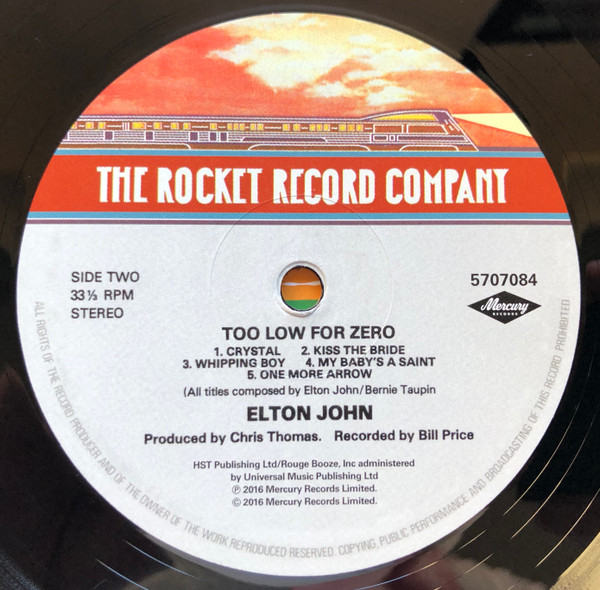 THE ROCKET RECORD COMPANY
SIDE TWO
33⅓ RPM
STEREO
5707084
Mercury
RECORDS
TOO LOW FOR ZERO
1. CRYSTAL 2. KISS THE BRIDE
3. WHIPPING BOY 4. MY BABY'S A SAINT
5. ONE MORE ARROW
(All titles composed by Elton John/Bernie Taupin
ELTON JOHN
Produced by Chris Thomas. Recorded by Bill Price
HST Publishing Ltd/Rouge Booze, Inc administered
by Universal Music Publishing Ltd
℗ 2016 Mercury Records Limited.
© 2016 Mercury Records Limited.
ALL RIGHTS OF THE RECORD PRODUCER AND OF THE OWNER OF THE WORK REPRODUCED RESERVED. COPYING, PUBLIC PERFORMANCE AND BROADCASTING OF THIS RECORD PROHIBITED